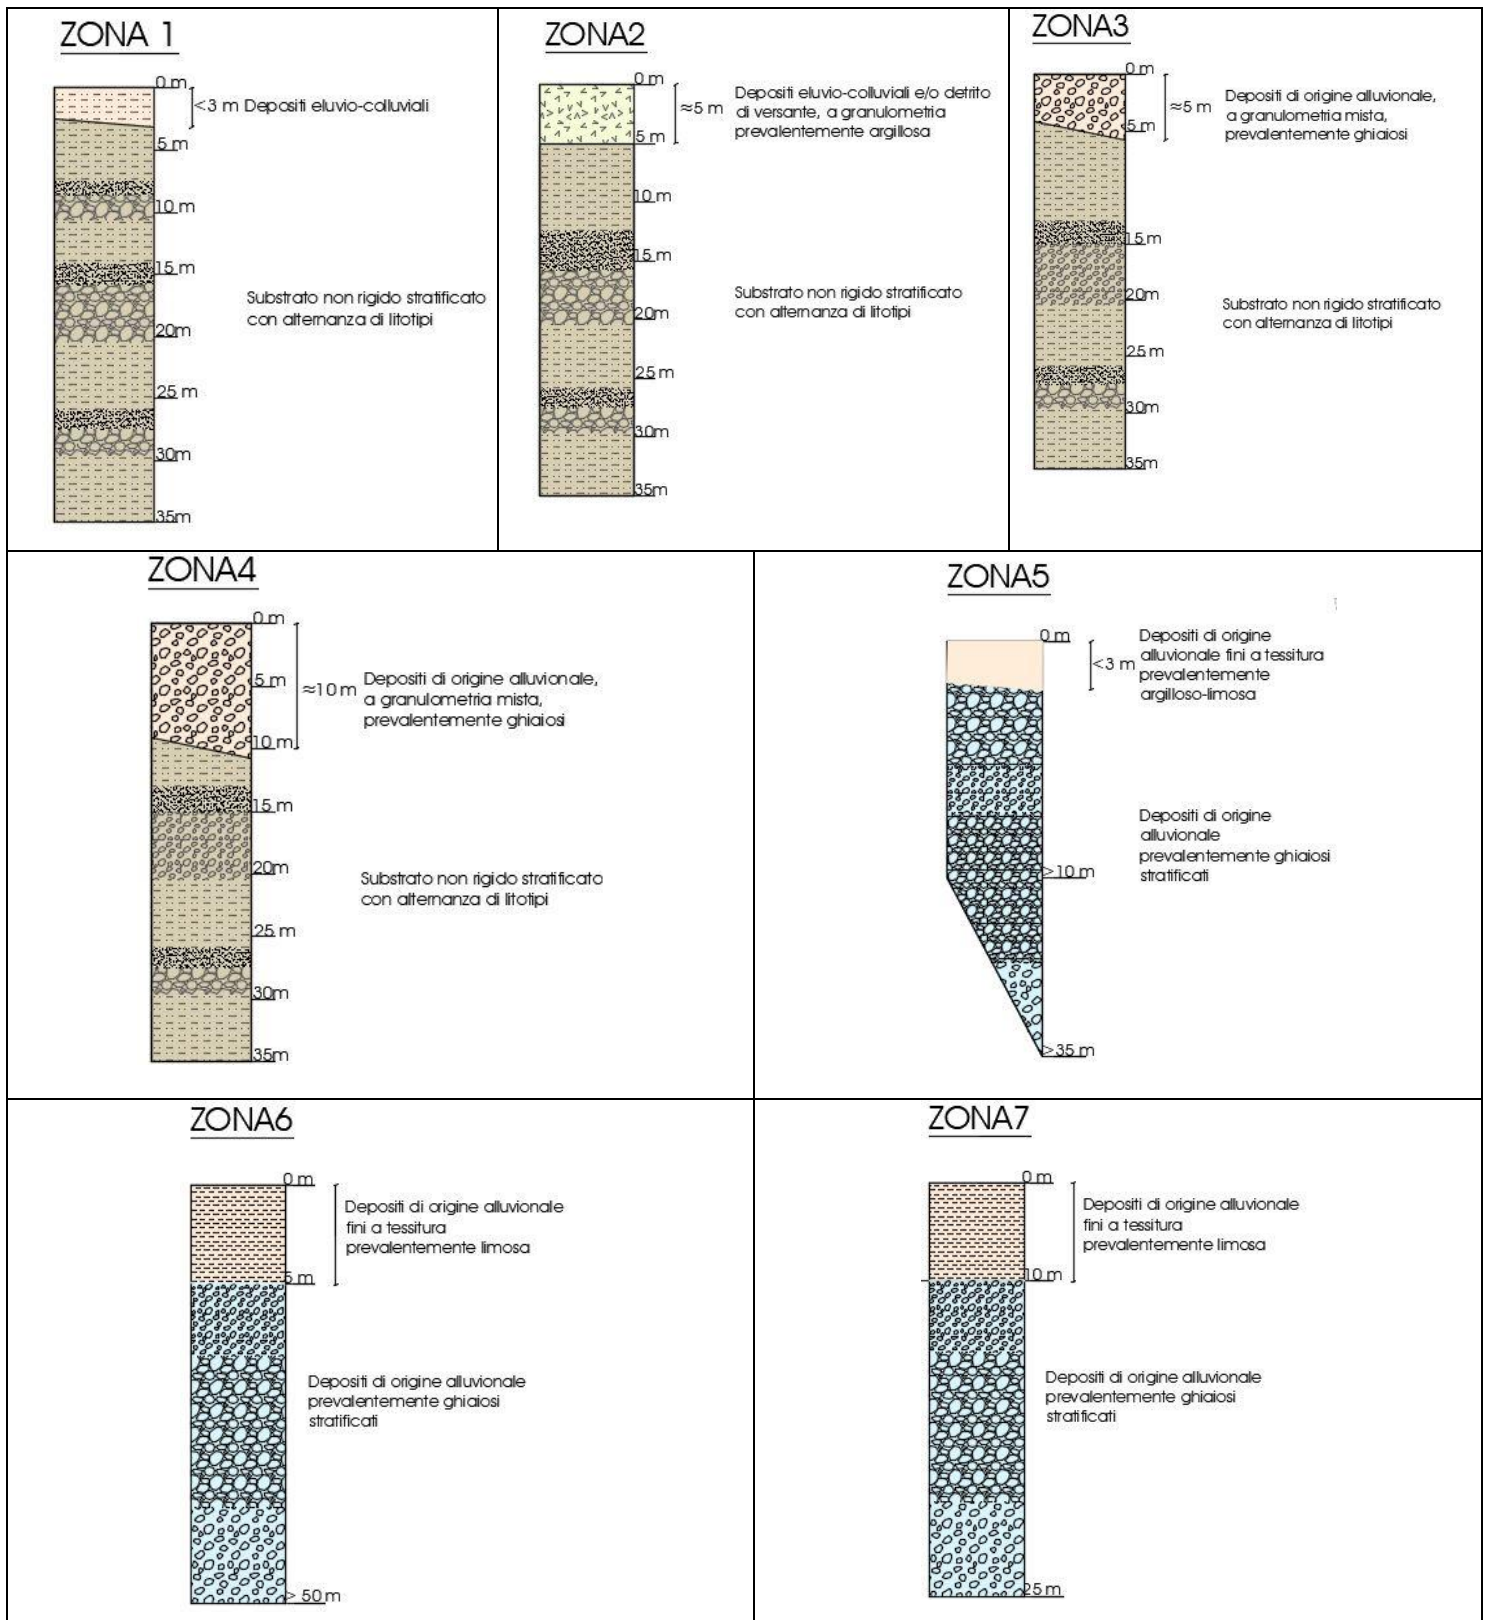 ZONA 1
0 m
<3 m Depositi eluvio-colluviali
5 m
10 m
15 m
Substrato non rigido stratificato
con alternanza di litotipi
20m
25 m
30m
35m
ZONA2
0 m
≈5 m
Depositi eluvio-colluviali e/o detrito
di versante, a granulometria
prevalentemente argillosa
5 m
10 m
15 m
Substrato non rigido stratificato
con alternanza di litotipi
20m
25 m
30m
35m
ZONA3
0 m
≈5 m
Depositi di origine alluvionale,
a granulometria mista,
prevalentemente ghiaiosi
5 m
15 m
20m
Substrato non rigido stratificato
con alternanza di litotipi
25 m
30m
35m
ZONA4
0 m
5 m
≈10 m
Depositi di origine alluvionale,
a granulometria mista,
prevalentemente ghiaiosi
10 m
15 m
20m
Substrato non rigido stratificato
con alternanza di litotipi
25 m
30m
35m
ZONA5
0 m
<3 m
Depositi di origine
alluvionale fini a tessitura
prevalentemente
argilloso-limosa
Depositi di origine
alluvionale
prevalentemente ghiaiosi
stratificati
>10 m
>35 m
ZONA6
0 m
Depositi di origine alluvionale
fini a tessitura
prevalentemente limosa
5 m
Depositi di origine alluvionale
prevalentemente ghiaiosi
stratificati
> 50 m
ZONA7
0 m
Depositi di origine alluvionale
fini a tessitura
prevalentemente limosa
10 m
Depositi di origine alluvionale
prevalentemente ghiaiosi
stratificati
25 m